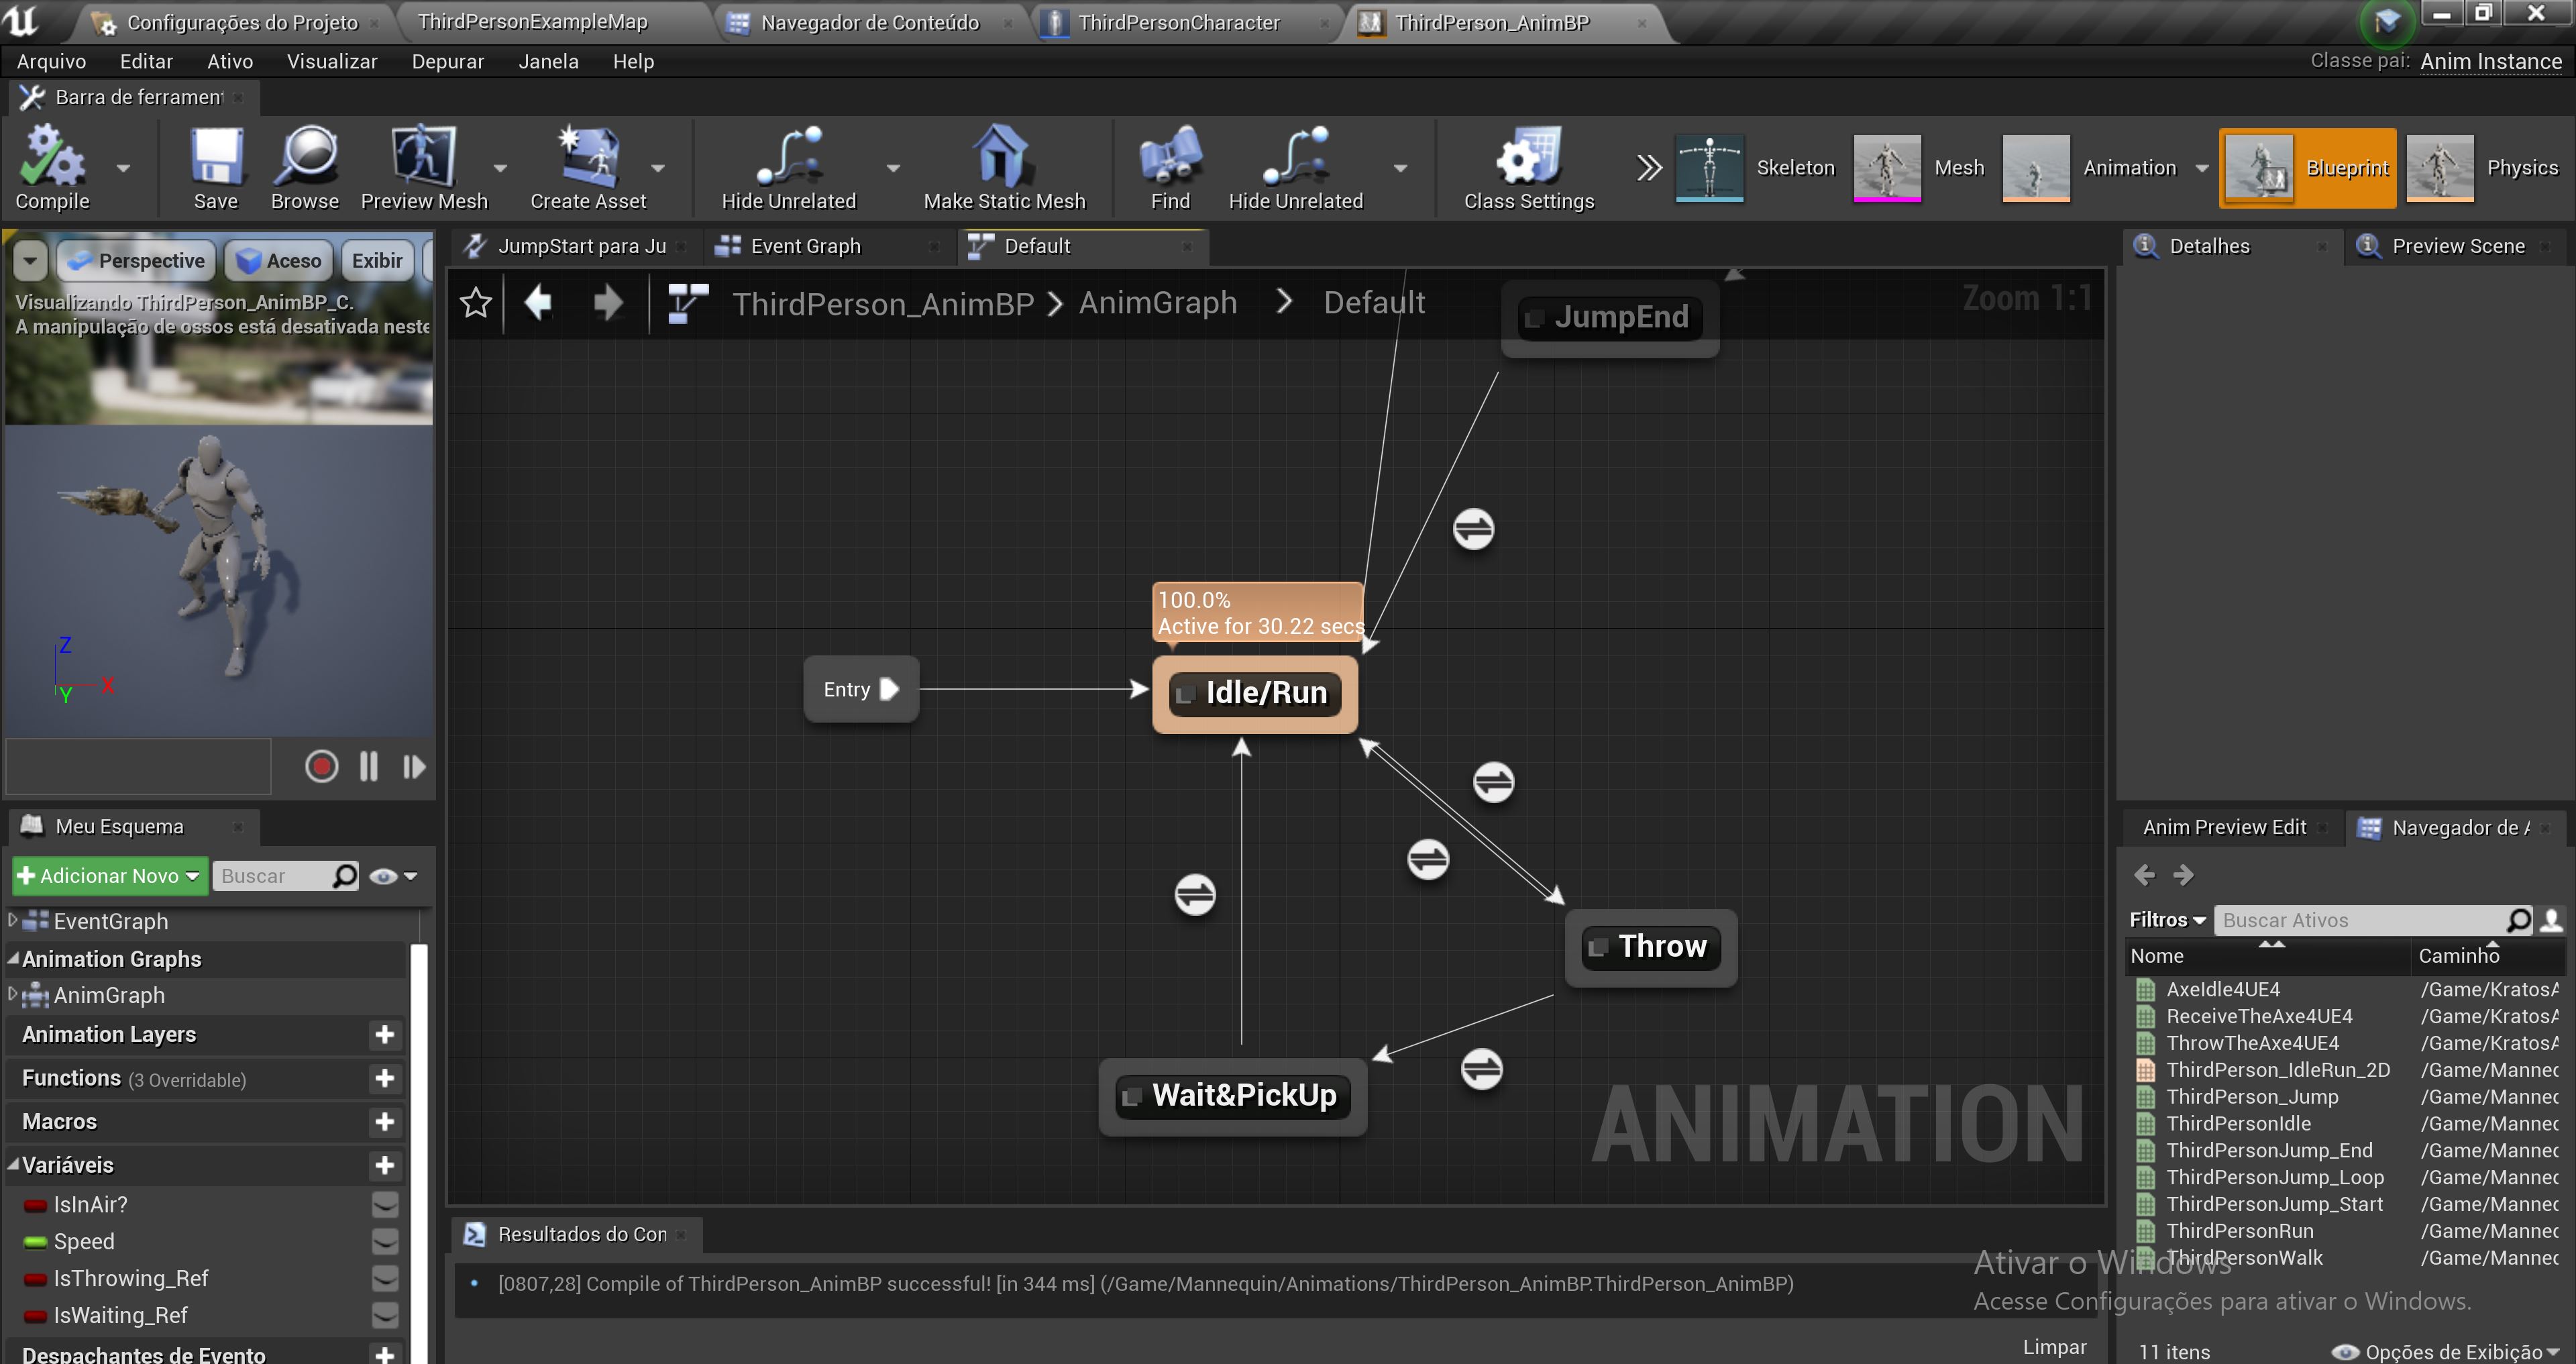 Configurações do Projeto
ThirdPersonExampleMap
Navegador de Conteúdo
ThirdPersonCharacter
ThirdPerson_AnimBP
Arquivo Editar Ativo Visualizar Depurar Janela Help
Classe pai: Anim Instance
Barra de ferrament
Compile
Save
Browse
Preview Mesh
Create Asset
Hide Unrelated
Make Static Mesh
Find
Hide Unrelated
Class Settings
Skeleton
Mesh
Animation
Blueprint
Physics
Perspective
Aceso
Exibir
Visualizando ThirdPerson_AnimBP_C.
A manipulação de ossos está desativada neste
Z
X
Y
JumpStart para Ju
Event Graph
Default
ThirdPerson_AnimBP > AnimGraph > Default
Zoom 1:1
JumpEnd
100.0%
Active for 30.22 secs
Entry
Idle/Run
Throw
Wait&PickUp
ANIMATION
Meu Esquema
Adicionar Novo
Buscar
EventGraph
Animation Graphs
AnimGraph
Animation Layers
Functions (3 Overridable)
Macros
Variáveis
IsInAir?
Speed
IsThrowing_Ref
IsWaiting_Ref
Despachantes de Evento
Resultados do Con
• [0807,28] Compile of ThirdPerson_AnimBP successful! [in 344 ms] (/Game/Mannequin/Animations/ThirdPerson_AnimBP.ThirdPerson_AnimBP)
Limpar
Detalhes
Preview Scene
Anim Preview Edit
Navegador de A
Filtros
Buscar Ativos
Nome Caminho
AxeIdle4UE4 /Game/KratosA
ReceiveTheAxe4UE4 /Game/KratosA
ThrowTheAxe4UE4 /Game/KratosA
ThirdPerson_IdleRun_2D /Game/Mannec
ThirdPerson_Jump /Game/Mannec
ThirdPersonIdle /Game/Mannec
ThirdPersonJump_End /Game/Mannec
ThirdPersonJump_Loop /Game/Mannec
ThirdPersonJump_Start /Game/Mannec
ThirdPersonRun /Game/Mannec
ThirdPersonWalk /Game/Mannec
Ativar o Windows
Acesse Configurações para ativar o Windows.
11 itens
Opções de Exibição